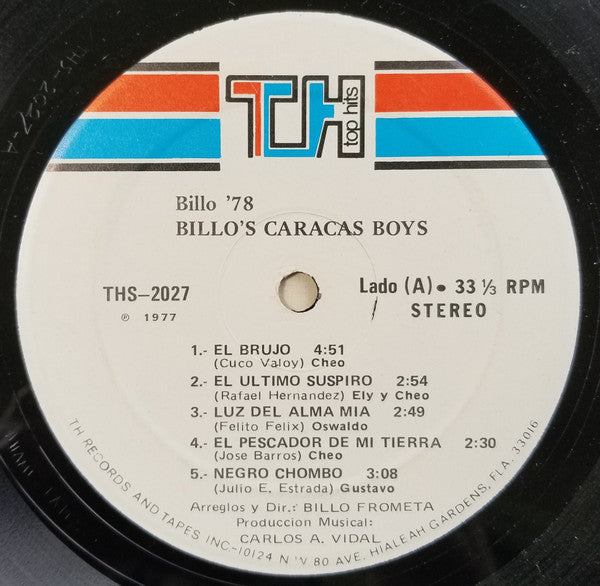 TH top hits
Billo '78
BILLO'S CARACAS BOYS
THS-2027
℗ 1977
Lado (A)• 33 ⅓ RPM
STEREO
1.- EL BRUJO 4:51
(Cuco Valoy) Cheo
2.- EL ULTIMO SUSPIRO 2:54
(Rafael Hernandez) Ely y Cheo
3.- LUZ DEL ALMA MIA 2:49
(Felito Felix) Oswaldo
4.- EL PESCADOR DE MI TIERRA 2:30
(Jose Barros) Cheo
5.- NEGRO CHOMBO 3:08
(Julio E. Estrada) Gustavo
Arreglos y Dir.: BILLO FROMETA
Produccion Musical:
CARLOS A. VIDAL
TH RECORDS AND TAPES INC.-10124 N W 80 AVE. HIALEAH GARDENS, FLA. 33016
THS-2027-A